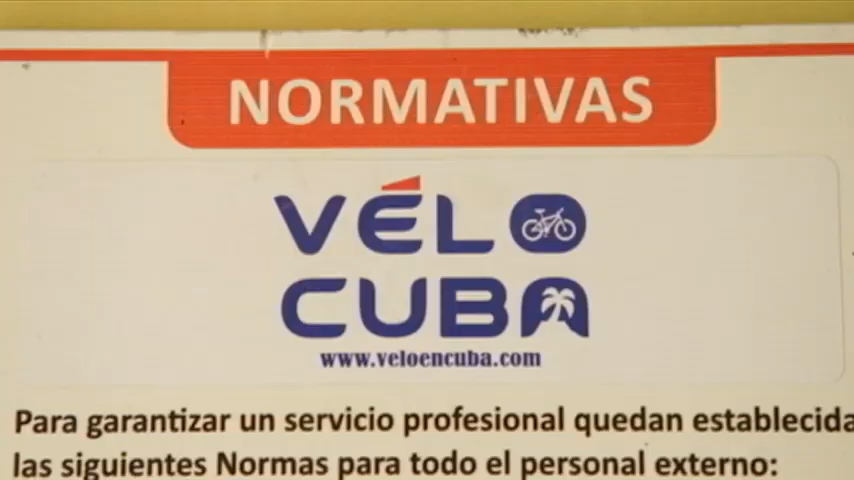 NORMATIVAS
VÉLO
CUBA
www.veloencuba.com
Para garantizar un servicio profesional quedan establecida
las siguientes Normas para todo el personal externo: